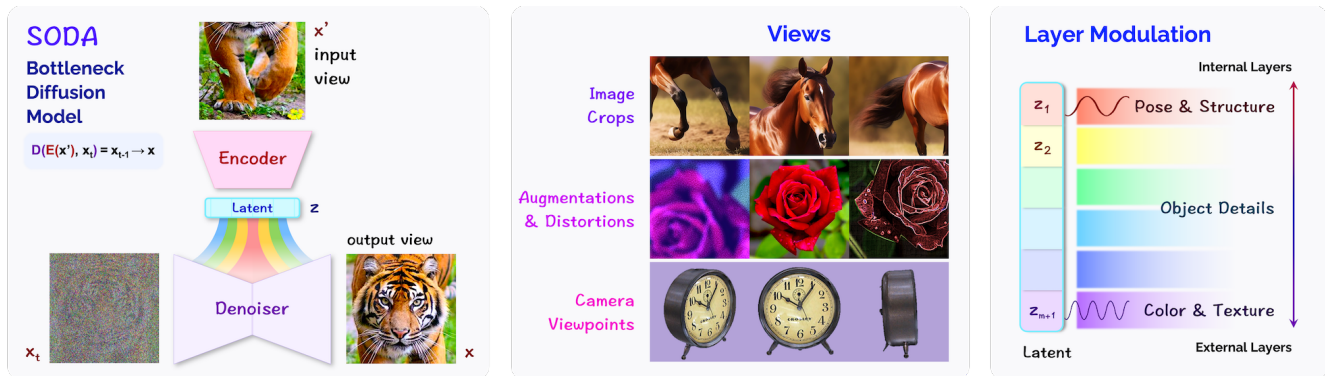 SODA
Bottleneck
Diffusion
Model
D(E(x’), xₜ) = xₜ₋₁ → x
x’
input
view
Encoder
Latent
z
output view
Denoiser
xₜ
x
Views
Image
Crops
Augmentations
& Distortions
Camera
Viewpoints
Layer Modulation
Internal Layers
z₁
Pose & Structure
z₂
Object Details
zₘ₊₁
Color & Texture
Latent
External Layers